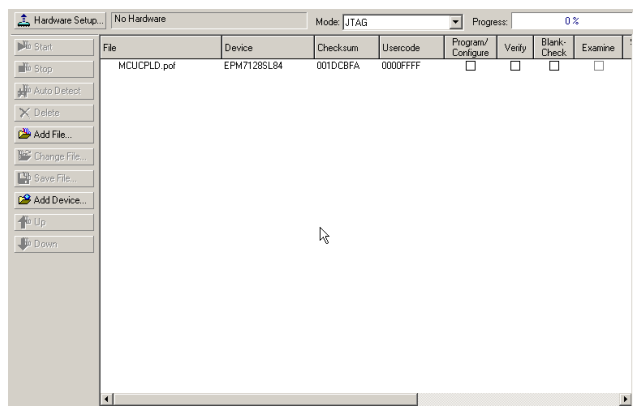 Hardware Setup... No Hardware Mode: JTAG Progress: 0 %
Start
Stop
Auto Detect
Delete
Add File...
Change File...
Save File...
Add Device...
Up
Down
File Device Checksum Usercode Program/ Configure Verify Blank- Check Examine
MCUCPLD.pof EPM7128SL84 001DCBFA 0000FFFF